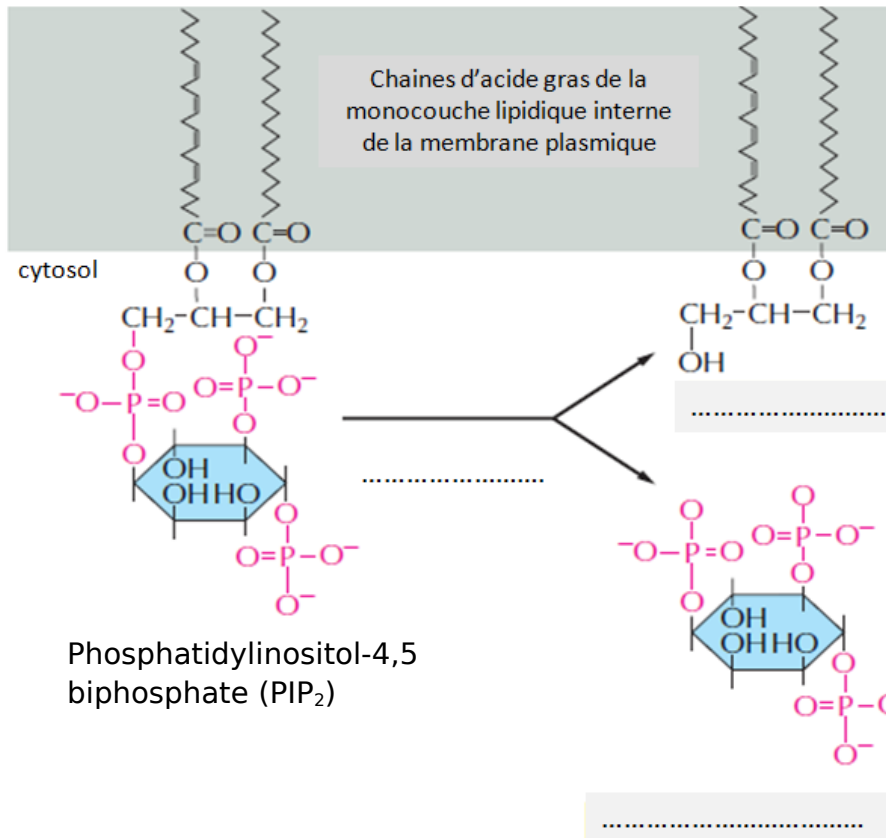 Chaines d'acide gras de la
monocouche lipidique interne
de la membrane plasmique
C=O C=O
C=O C=O
cytosol
O O
O O
CH₂-CH-CH₂
CH₂-CH-CH₂
O
O⁻
OH
⁻O-P=O
O=P-O⁻
........................
O
O
OH
OH HO
........................
O
O=P-O⁻
O⁻
O
O
⁻O-P=O
O=P-O⁻
O
O
OH
OH HO
O
O=P-O
O⁻
Phosphatidylinositol-4,5
biphosphate (PIP₂)
....................................